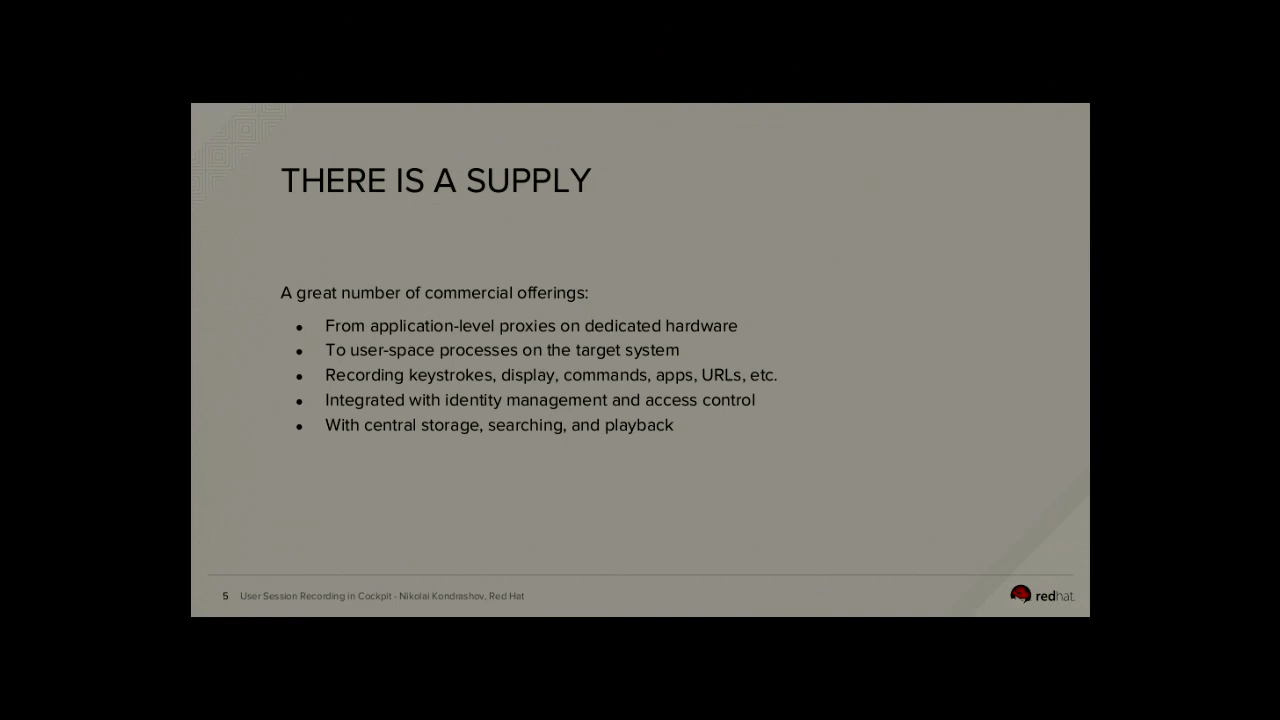 THERE IS A SUPPLY
A great number of commercial offerings:
● From application-level proxies on dedicated hardware
● To user-space processes on the target system
● Recording keystrokes, display, commands, apps, URLs, etc.
● Integrated with identity management and access control
● With central storage, searching, and playback
5 User Session Recording in Cockpit - Nikolai Kondrashov, Red Hat
redhat